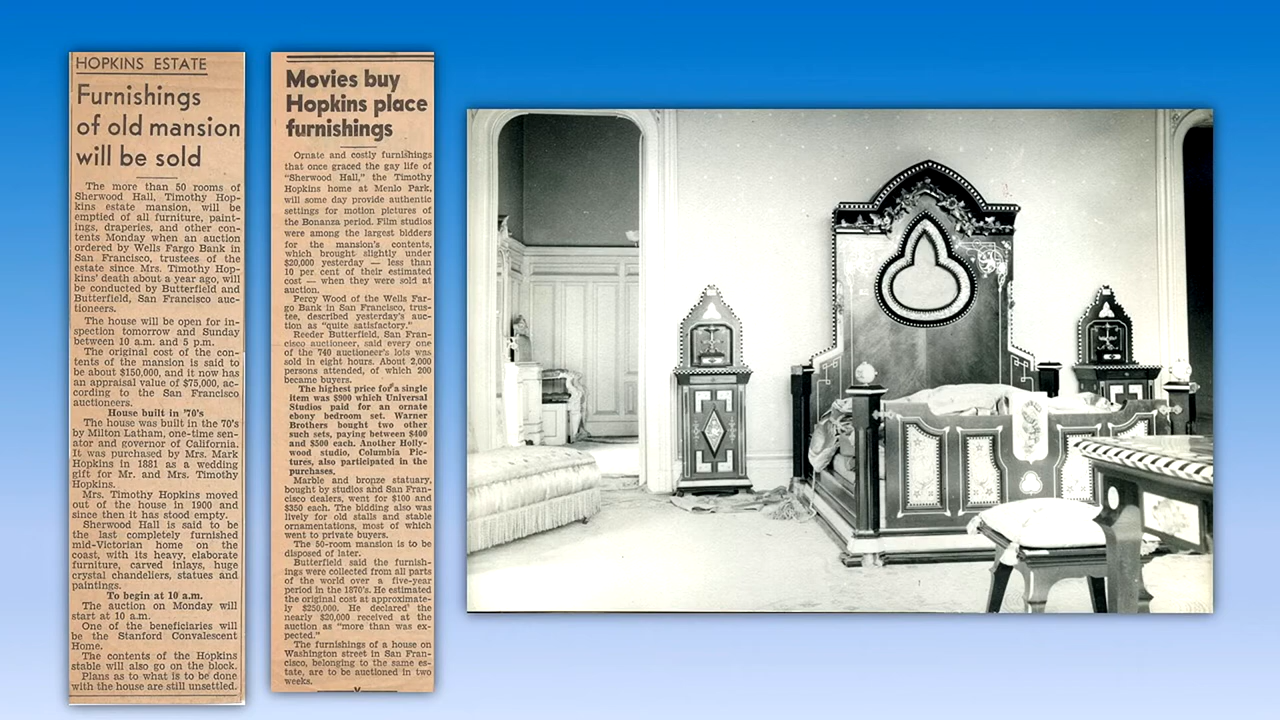 HOPKINS ESTATE
Furnishings
of old mansion
will be sold
The more than 50 rooms of
Sherwood Hall, Timothy Hop-
kins estate mansion, will be
emptied of all furniture, paint-
ings, draperies, and other con-
tents Monday when an auction
ordered by Wells Fargo Bank in
San Francisco, trustees of the
estate since Mrs. Timothy Hop-
kins' death about a year ago, will
be conducted by Butterfield and
Butterfield, San Francisco auc-
tioneers.
The house will be open for in-
spection tomorrow and Sunday
between 10 a.m. and 5 p.m.
The original cost of the con-
tents of the mansion is said to
be about $150,000, and it now has
an appraisal value of $75,000, ac-
cording to the San Francisco
auctioneers.
House built in '70's
The house was built in the 70's
by Milton Latham, one-time sen-
ator and governor of California.
It was purchased by Mrs. Mark
Hopkins in 1881 as a wedding
gift for Mr. and Mrs. Timothy
Hopkins.
Mrs. Timothy Hopkins moved
out of the house in 1900 and
since then it has stood empty.
Sherwood Hall is said to be
the last completely furnished
mid-Victorian home on the
coast, with its heavy, elaborate
furniture, carved inlays, huge
crystal chandeliers, statues and
paintings.
To begin at 10 a.m.
The auction on Monday will
start at 10 a.m.
One of the beneficiaries will
be the Stanford Convalescent
Home.
The contents of the Hopkins
stable will also go on the block.
Plans as to what is to be done
with the house are still unsettled.
Movies buy
Hopkins place
furnishings
Ornate and costly furnishings
that once graced the gay life of
"Sherwood Hall," the Timothy
Hopkins home at Menlo Park,
will some day provide authentic
settings for motion pictures of
the Bonanza period. Film studios
were among the largest bidders
for the mansion's contents,
which brought slightly under
$20,000 yesterday — less than
10 per cent of their estimated
cost — when they were sold at
auction.
Percy Wood of the Wells Far-
go Bank in San Francisco, trus-
tee, described yesterday's auc-
tion as "quite satisfactory."
Reeder Butterfield, San Fran-
cisco auctioneer, said every one
of the 740 auctioneer's lots was
sold in eight hours. About 2,000
persons attended, of which 200
became buyers.
The highest price for a single
item was $900 which Universal
Studios paid for an ornate
ebony bedroom set. Warner
Brothers bought two other
such sets, paying between $400
and $500 each. Another Holly-
wood studio, Columbia Pic-
tures, also participated in the
purchases.
Marble and bronze statuary,
bought by studios and San Fran-
cisco dealers, went for $100 and
$350 each. The bidding also was
lively for old stalls and stable
ornamentations, most of which
went to private buyers.
The 50-room mansion is to be
disposed of later.
Butterfield said the furnish-
ings were collected from all parts
of the world over a five-year
period in the 1870's. He estimated
the original cost at approximate-
ly $250,000. He declared the
nearly $20,000 received at the
auction as "more than was ex-
pected."
The furnishings of a house on
Washington street in San Fran-
cisco, belonging to the same es-
tate, are to be auctioned in two
weeks.